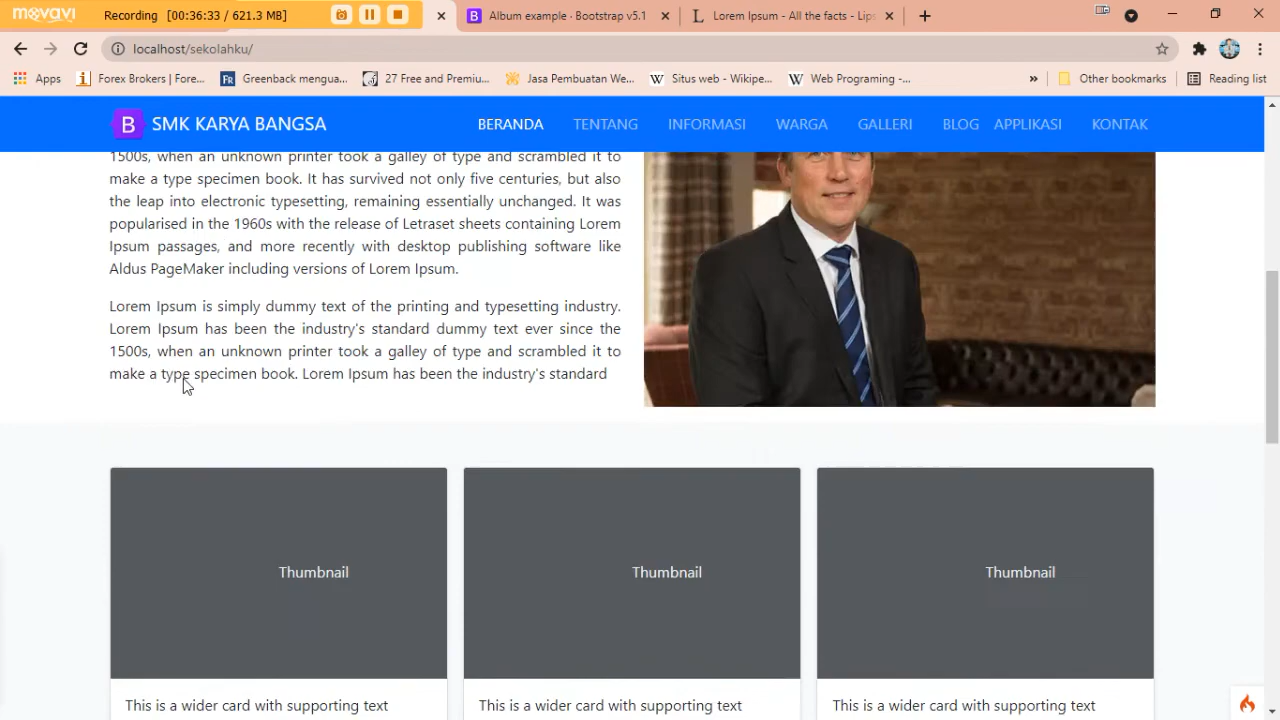 movavi
Recording [00:36:33 / 621.3 MB]
Album example · Bootstrap v5.1
Lorem Ipsum - All the facts - Lips
localhost/sekolahku/
Apps
Forex Brokers | Fore...
Greenback mengua...
27 Free and Premiu...
Jasa Pembuatan We...
Situs web - Wikipe...
Web Programing -...
Other bookmarks
Reading list
B SMK KARYA BANGSA
BERANDA
TENTANG
INFORMASI
WARGA
GALLERI
BLOG
APPLIKASI
KONTAK
1500s, when an unknown printer took a galley of type and scrambled it to
make a type specimen book. It has survived not only five centuries, but also
the leap into electronic typesetting, remaining essentially unchanged. It was
popularised in the 1960s with the release of Letraset sheets containing Lorem
Ipsum passages, and more recently with desktop publishing software like
Aldus PageMaker including versions of Lorem Ipsum.
Lorem Ipsum is simply dummy text of the printing and typesetting industry.
Lorem Ipsum has been the industry's standard dummy text ever since the
1500s, when an unknown printer took a galley of type and scrambled it to
make a type specimen book. Lorem Ipsum has been the industry's standard
Thumbnail
Thumbnail
Thumbnail
This is a wider card with supporting text
This is a wider card with supporting text
This is a wider card with supporting text